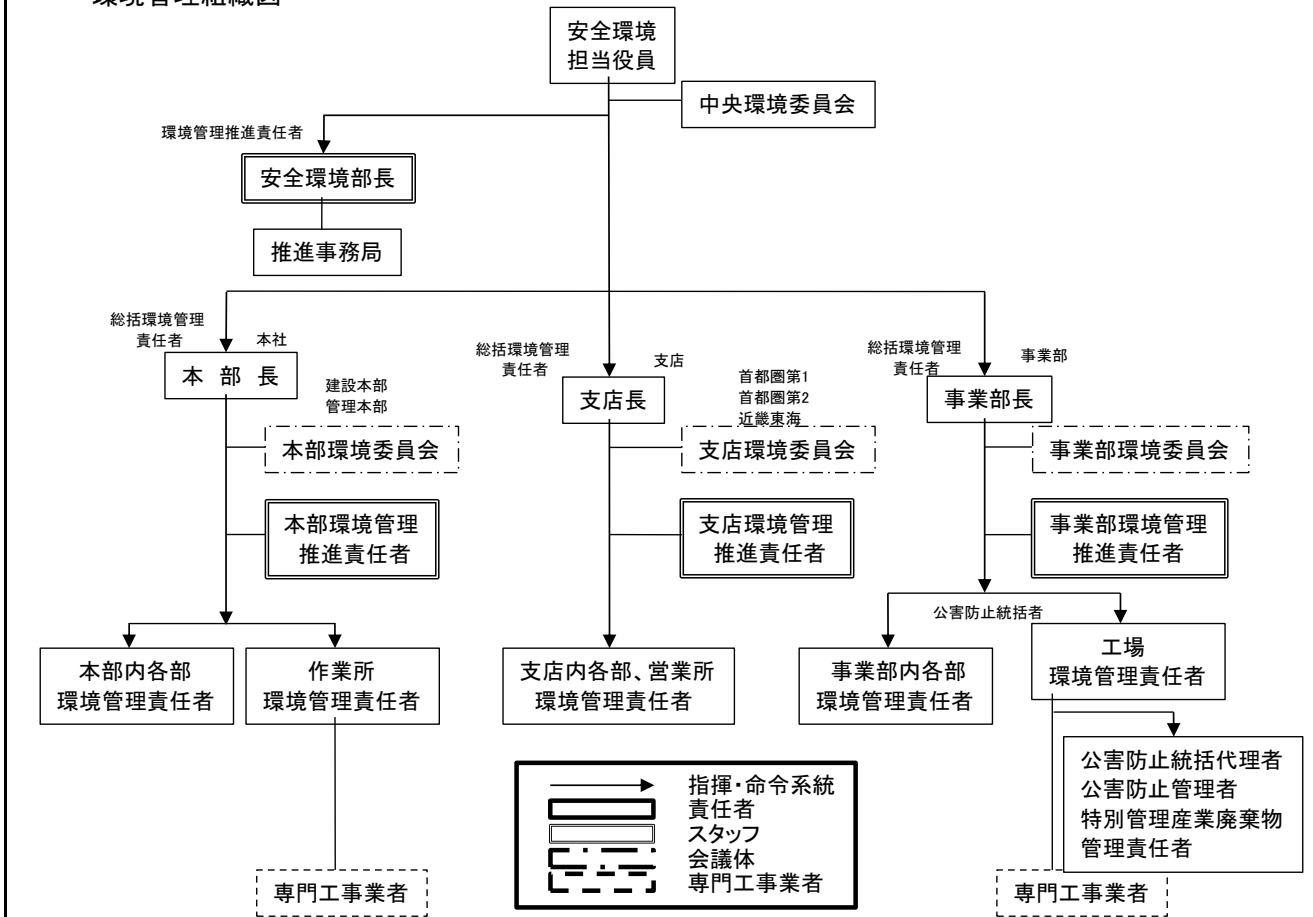 環境管理組織図
安全環境
担当役員
中央環境委員会
環境管理推進責任者
安全環境部長
推進事務局
総括環境管理
責任者
本社
本 部 長
建設本部
管理本部
本部環境委員会
本部環境管理
推進責任者
総括環境管理
責任者
支店
支店長
首都圏第1
首都圏第2
近畿東海
支店環境委員会
支店環境管理
推進責任者
総括環境管理
責任者
事業部
事業部長
事業部環境委員会
事業部環境管理
推進責任者
公害防止統括者
本部内各部
環境管理責任者
作業所
環境管理責任者
支店内各部、営業所
環境管理責任者
事業部内各部
環境管理責任者
工場
環境管理責任者
公害防止統括代理者
公害防止管理者
特別管理産業廃棄物
管理責任者
専門工事業者
専門工事業者
指揮・命令系統
責任者
スタッフ
会議体
専門工事業者